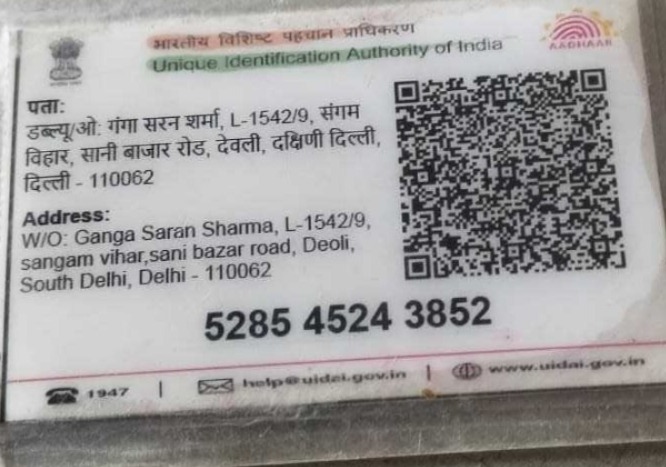 भारतीय विशिष्ट पहचान प्राधिकरण
Unique Identification Authority of India
AADHAAR
पता:
डब्ल्यू/ओ: गंगा सरन शर्मा, L-1542/9, संगम
विहार, सानी बाजार रोड, देवली, दक्षिणी दिल्ली,
दिल्ली - 110062
Address:
W/O: Ganga Saran Sharma, L-1542/9,
sangam vihar,sani bazar road, Deoli,
South Delhi, Delhi - 110062
5285 4524 3852
1947 | help@uidai.gov.in | www.uidai.gov.in